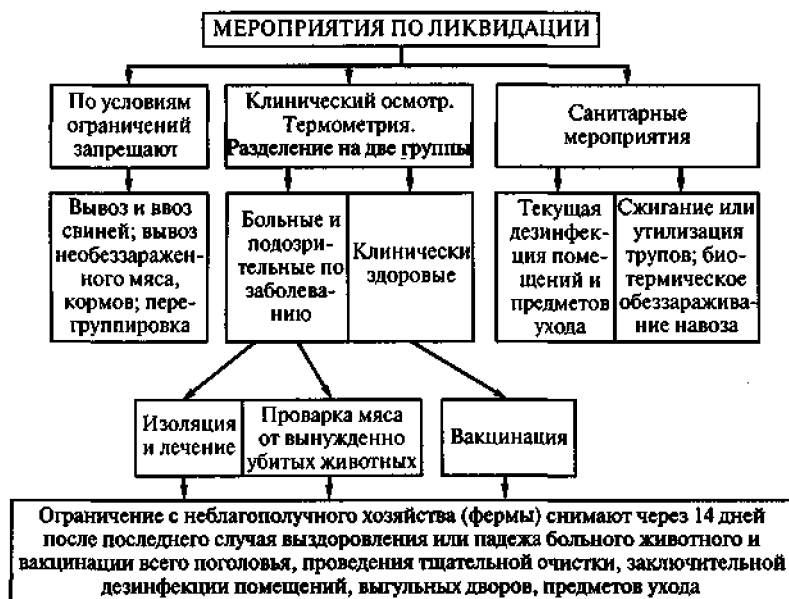 МЕРОПРИЯТИЯ ПО ЛИКВИДАЦИИ
По условиям
ограничений
запрещают
Клинический осмотр.
Термометрия.
Разделение на две группы
Санитарные
мероприятия
Вывоз и ввоз
свиней; вывоз
необеззаражен-
ного мяса,
кормов; пере-
группировка
Больные и
подозри-
тельные по
заболева-
нию
Клинически
здоровые
Текущая
дезинфек-
ция поме-
щений и
предметов
ухода
Сжигание или
утилизация
трупов; био-
термическое
обеззаражива-
ние навоза
Изоляция
и лечение
Проварка мяса
от вынужденно
убитых животных
Вакцинация
Ограничение с неблагополучного хозяйства (фермы) снимают через 14 дней
после последнего случая выздоровления или падежа больного животного и
вакцинации всего поголовья, проведения тщательной очистки, заключительной
дезинфекции помещений, выгульных дворов, предметов ухода